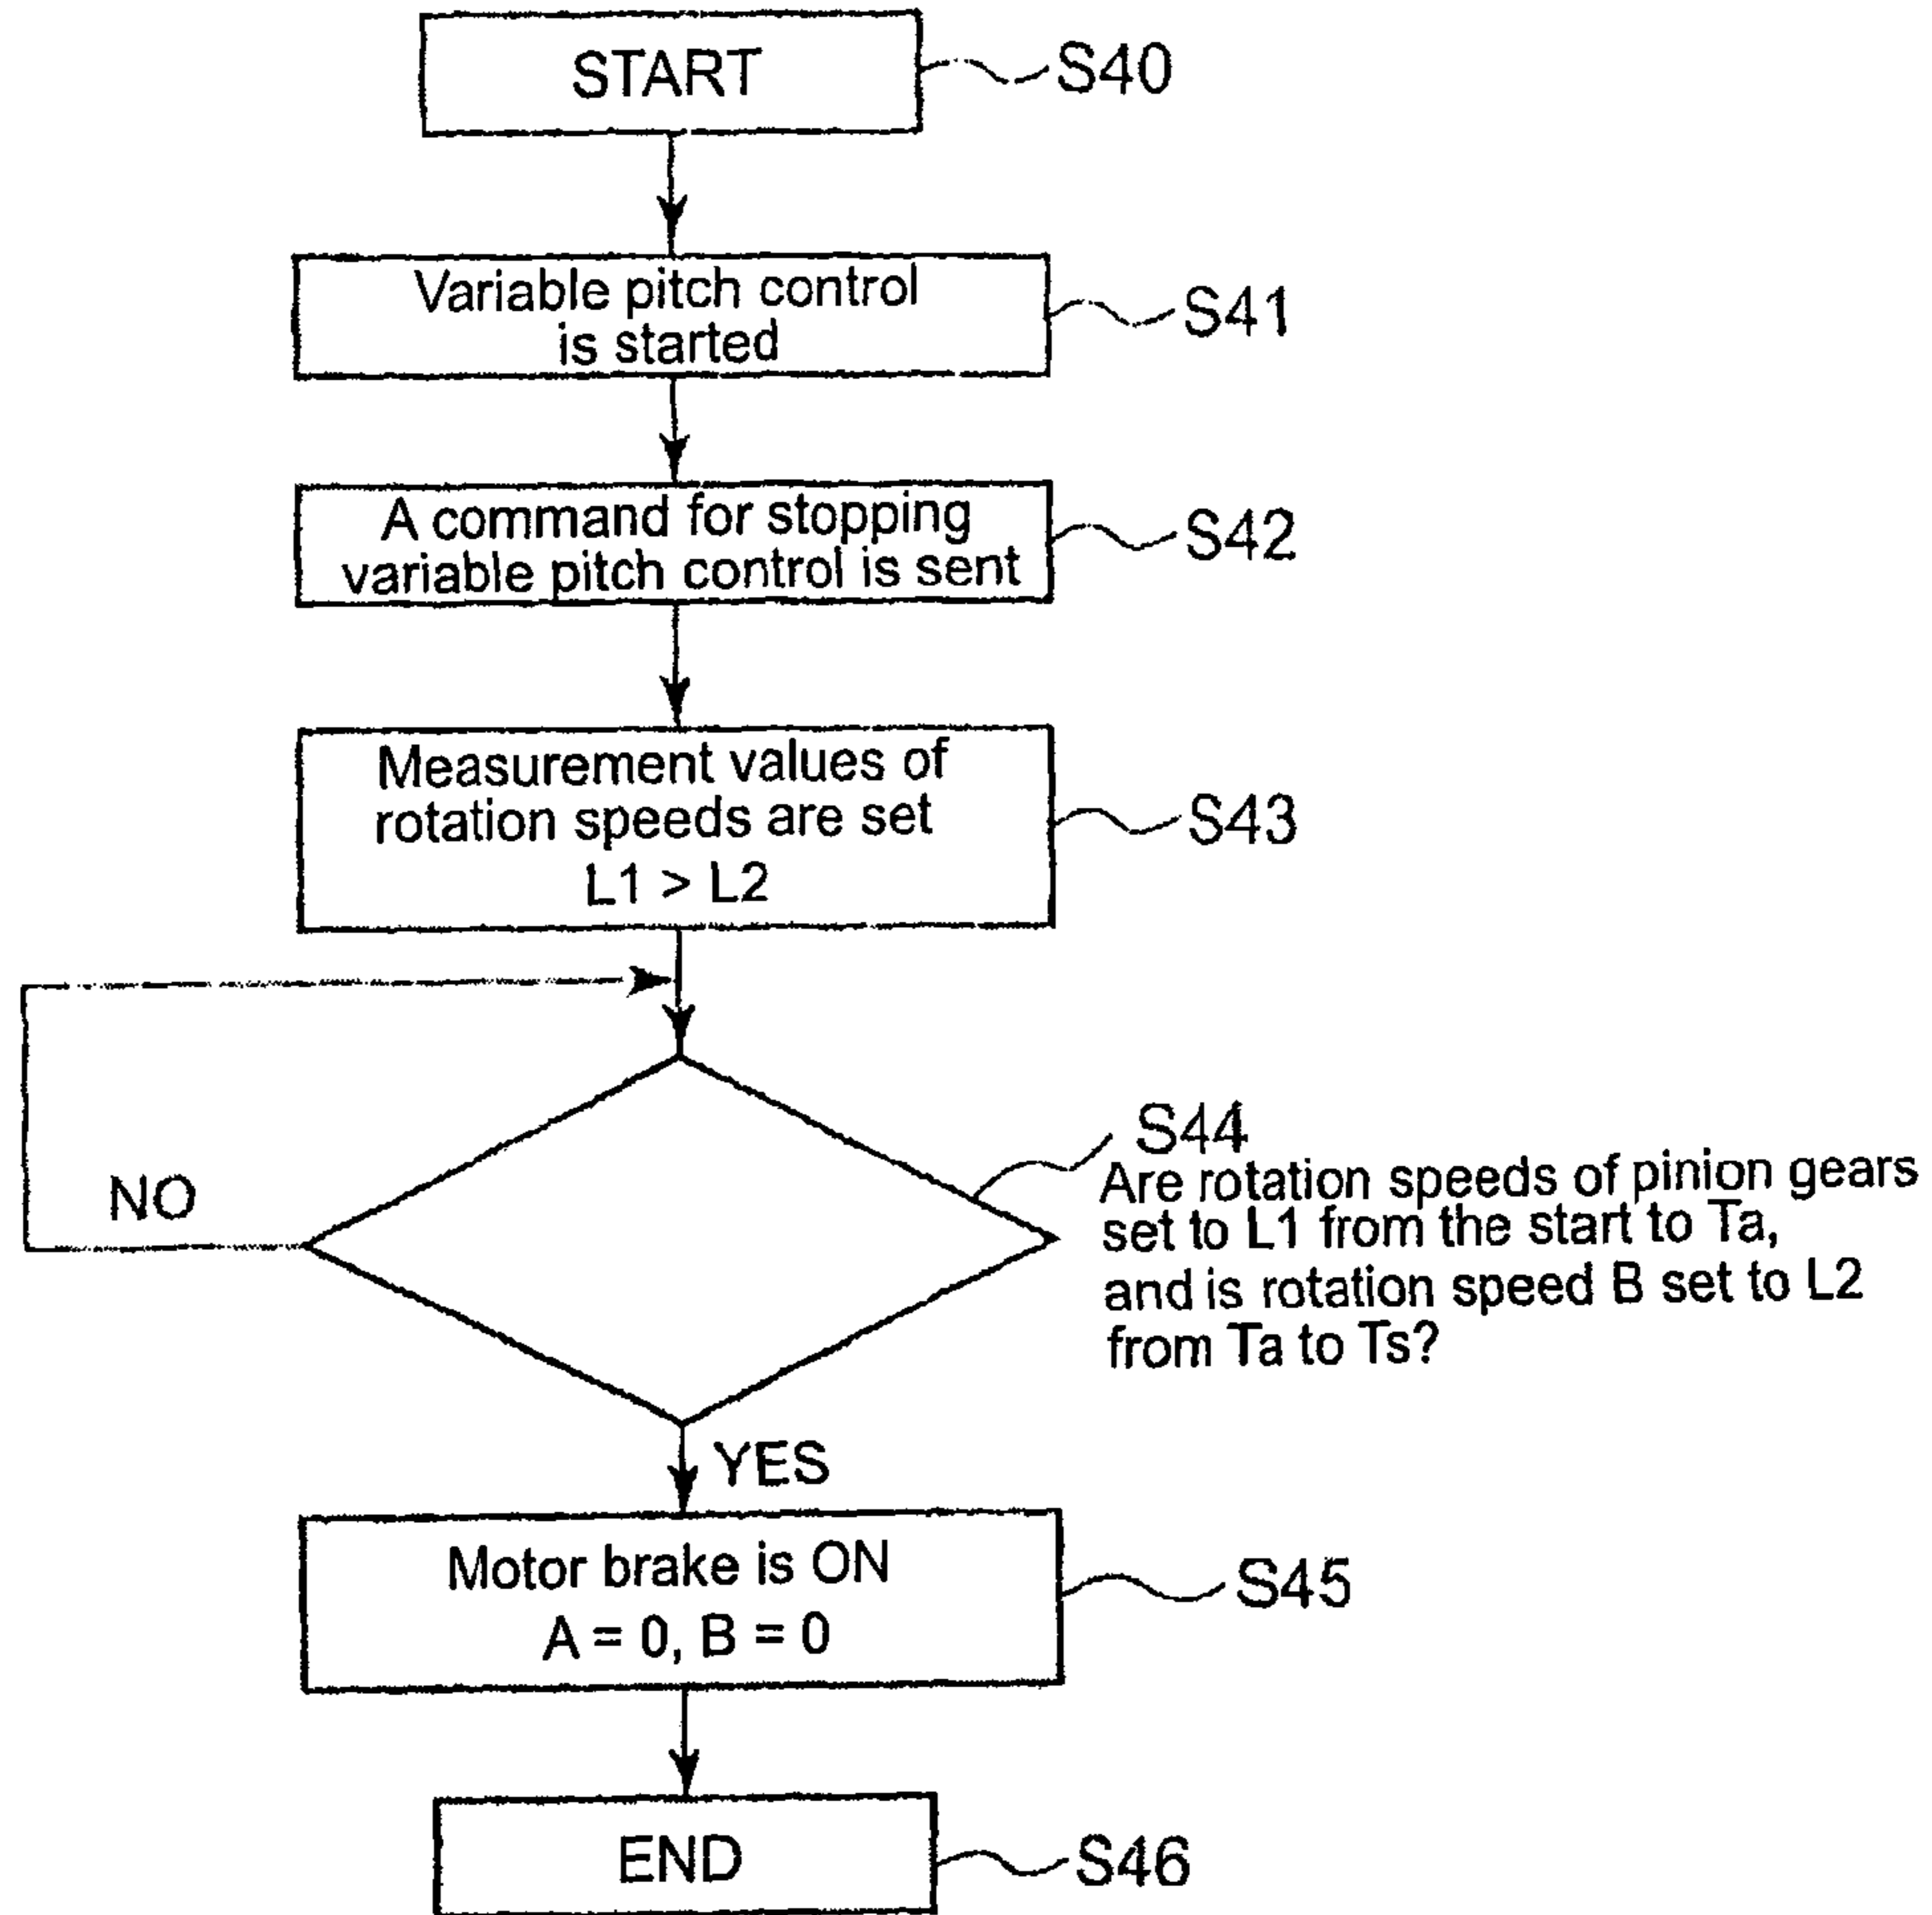 START
S40
Variable pitch control
is started
S41
A command for stopping
variable pitch control is sent
S42
Measurement values of
rotation speeds are set
L1 > L2
S43
S44
Are rotation speeds of pinion gears
set to L1 from the start to Ta,
and is rotation speed B set to L2
from Ta to Ts?
NO
YES
Motor brake is ON
A = 0, B = 0
S45
END
S46